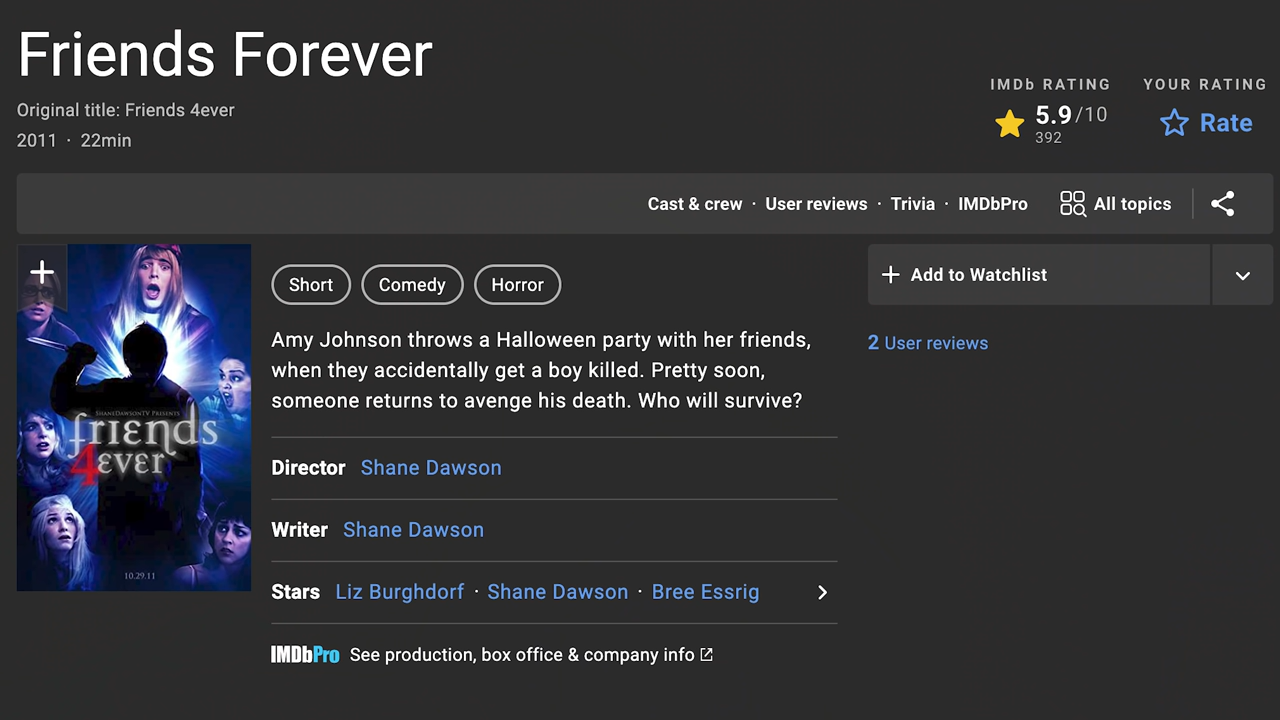 Friends Forever
Original title: Friends 4ever
2011 · 22min
IMDb RATING
5.9/10
392
YOUR RATING
Rate
Cast & crew · User reviews · Trivia · IMDbPro
All topics
SHANEDAWSONTV PRESENTS
friends
4ever
10.29.11
Short
Comedy
Horror
Amy Johnson throws a Halloween party with her friends,
when they accidentally get a boy killed. Pretty soon,
someone returns to avenge his death. Who will survive?
Director Shane Dawson
Writer Shane Dawson
Stars Liz Burghdorf · Shane Dawson · Bree Essrig
IMDbPro See production, box office & company info
Add to Watchlist
2 User reviews